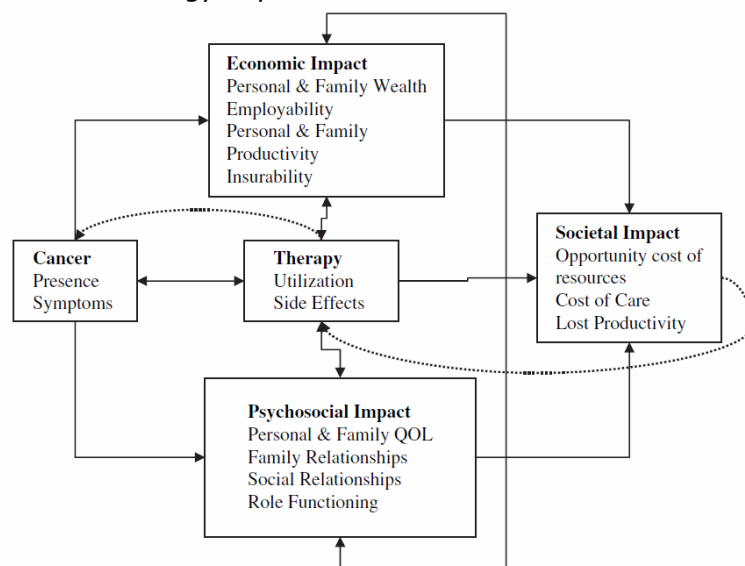 Economic Impact
Personal & Family Wealth
Employability
Personal & Family
Productivity
Insurability
Cancer
Presence
Symptoms
Therapy
Utilization
Side Effects
Societal Impact
Opportunity cost of
resources
Cost of Care
Lost Productivity
Psychosocial Impact
Personal & Family QOL
Family Relationships
Social Relationships
Role Functioning